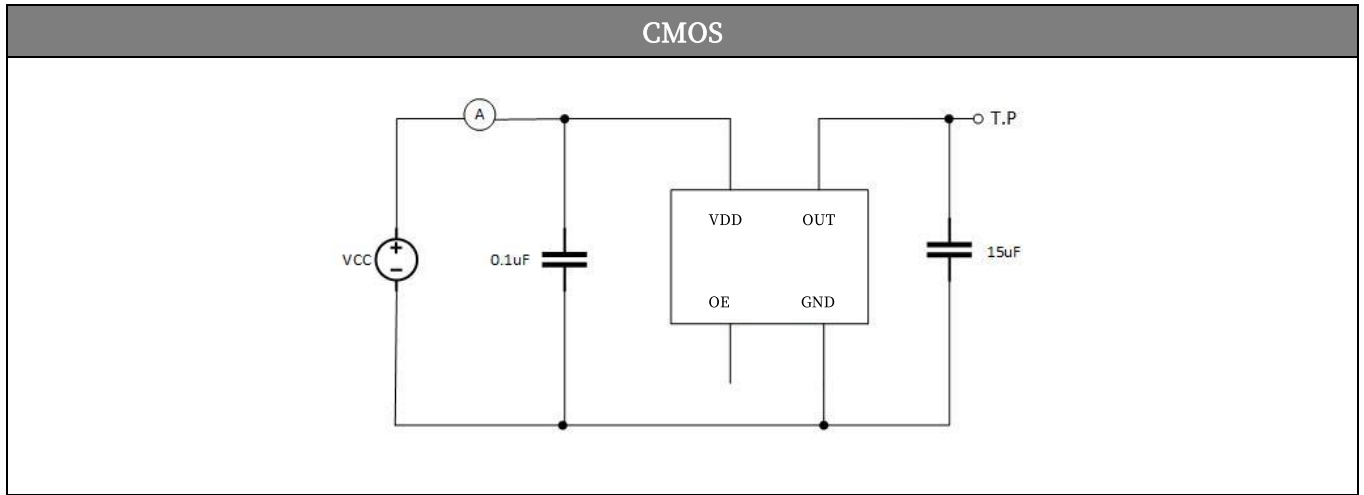 CMOS
A
T.P
VDD OUT
VCC
0.1uF
15uF
OE GND